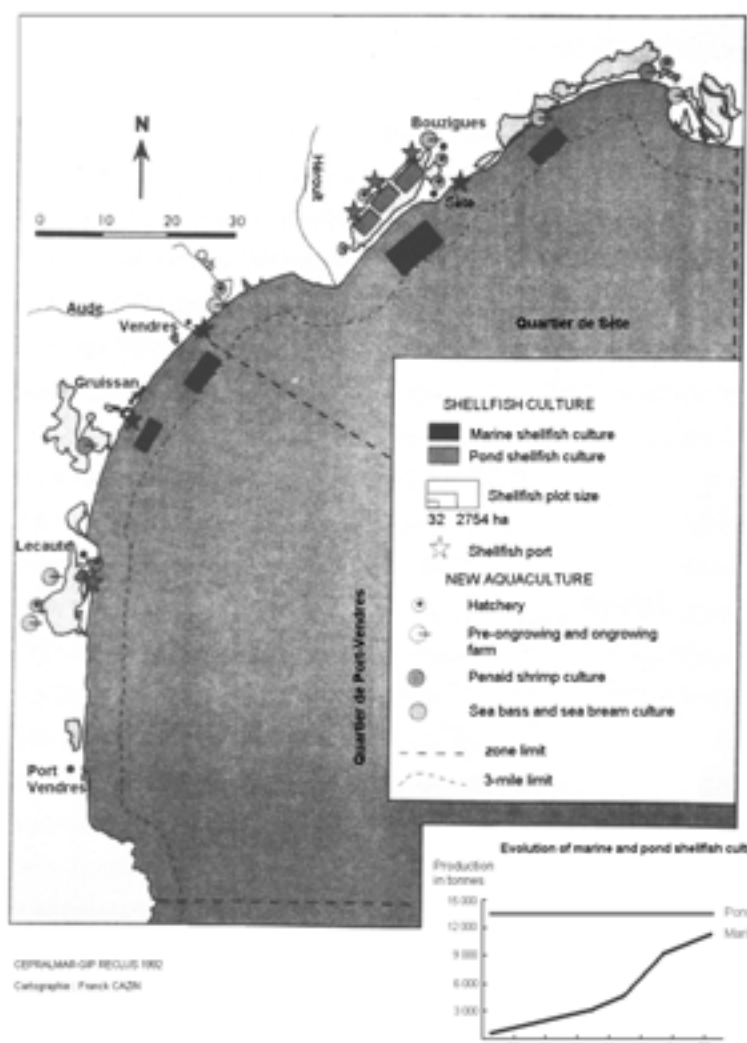 N
0 10 20 30
Hérault
Bouzigues
Sète
Orb
Aude
Vendres
Gruissan
Lecaute
Port
Vendres
Quartier de Sète
Quartier de Port-Vendres
SHELLFISH CULTURE
Marine shellfish culture
Pond shellfish culture
Shellfish plot size
32 2754 ha
Shellfish port
NEW AQUACULTURE
Hatchery
Pre-ongrowing and ongrowing
farm
Penaid shrimp culture
Sea bass and sea bream culture
zone limit
3-mile limit
Evolution of marine and pond shellfish cult
Production
in tonnes
15 000
12 000
9 000
6 000
3 000
Pon
Mari
CEPRALMAR-GIP RECLUS 1992
Cartographie : Franck CAZIN